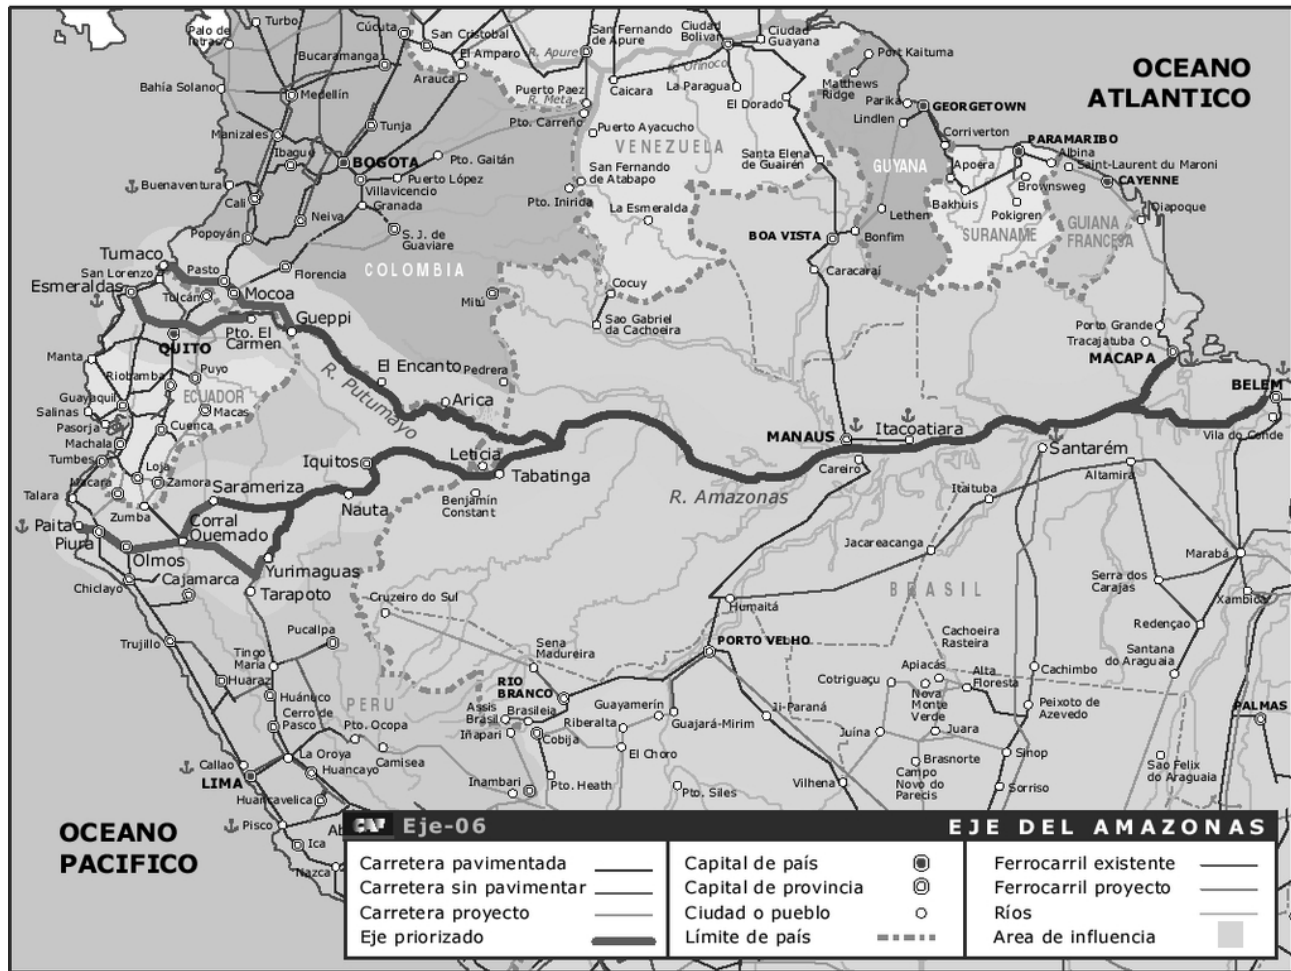 Turbo
Palo de
letras
Cúcuta
San Cristobal
San Fernando
de Apure
Ciudad
Bolivar
Ciudad
Guayana
Bucaramanga
El Amparo
R. Apure
R. Orinoco
Port Kaituma
OCEANO
ATLANTICO
Bahía Solano
Medellín
Arauca
Puerto Paez
R. Meta
Caicara
La Paragua
Matthews
Ridge
El Dorado
Parika
GEORGETOWN
Manizales
Tunja
Pto. Carreño
Lindlen
Corriverton
PARAMARIBO
Ibagué
BOGOTA
Pto. Gaitán
Puerto Ayacucho
VENEZUELA
Santa Elena
de Guairén
GUYANA
Apoera
Albina
Saint-Laurent du Maroni
Buenaventura
Puerto López
Villavicencio
San Fernando
de Atabapo
Brownsweg
CAYENNE
Cali
Granada
Neiva
Pto. Inirida
La Esmeralda
Lethen
Bakhuis
Pokigren
Oiapoque
Popoyán
S. J. de
Guaviare
BOA VISTA
Bonfim
SURANAME
GUIANA
FRANCESA
Tumaco
San Lorenzo
Pasto
Florencia
COLOMBIA
Caracaraí
Esmeraldas
Tulcán
Mocoa
Mitú
Cocuy
Pto. El
Carmen
Gueppi
Sao Gabriel
da Cachoeira
Porto Grande
Tracajatuba
QUITO
MACAPA
Manta
Riobamba
Puyo
R. Putumayo
El Encanto
Pedrera
BELEM
Guayaquil
ECUADOR
Salinas
Macas
Arica
Pasorja
Cuenca
MANAUS
Itacoatiara
Vila do Conde
Machala
Tumbes
Loja
Iquitos
Leticia
Careiro
Santarém
Macara
Zamora
Sarameriza
Tabatinga
Altamira
Talara
Zumba
Nauta
Benjamín
Constant
R. Amazonas
Itaituba
Paita
Piura
Corral
Quemado
Olmos
Yurimaguas
Jacareacanga
Marabá
Cajamarca
Chiclayo
Tarapoto
Cruzeiro do Sul
Humaitá
BRASIL
Serra dos
Carajas
Xambioa
Trujillo
Pucallpa
Sena
Madureira
PORTO VELHO
Cachoeira
Rasteira
Redençao
Tingo
Maria
Huaraz
RIO
BRANCO
Cotriguaçu
Apiacás
Alta
Floresta
Cachimbo
Santana
do Araguaia
Huánuco
PERU
Nova
Monte
Verde
Cerro de
Pasco
Pto. Ocopa
Assis
Brasil
Brasileia
Guayamerín
Riberalta
Guajará-Mirim
Ji-Paraná
Peixoto de
Azevedo
PALMAS
Iñapari
Cobija
Juína
Juara
Callao
La Oroya
Camisea
El Choro
Sinop
LIMA
Huancayo
Inambari
Pto. Heath
Pto. Siles
Vilhena
Brasnorte
Campo
Novo do
Parecis
Sao Felix
do Araguaia
Huancavelica
Sorriso
OCEANO
PACIFICO
Pisco
Ab
Ica
Nazca
CAF Eje-06
EJE DEL AMAZONAS
Carretera pavimentada
Carretera sin pavimentar
Carretera proyecto
Eje priorizado
Capital de país
Capital de provincia
Ciudad o pueblo
Límite de país
Ferrocarril existente
Ferrocarril proyecto
Ríos
Area de influencia